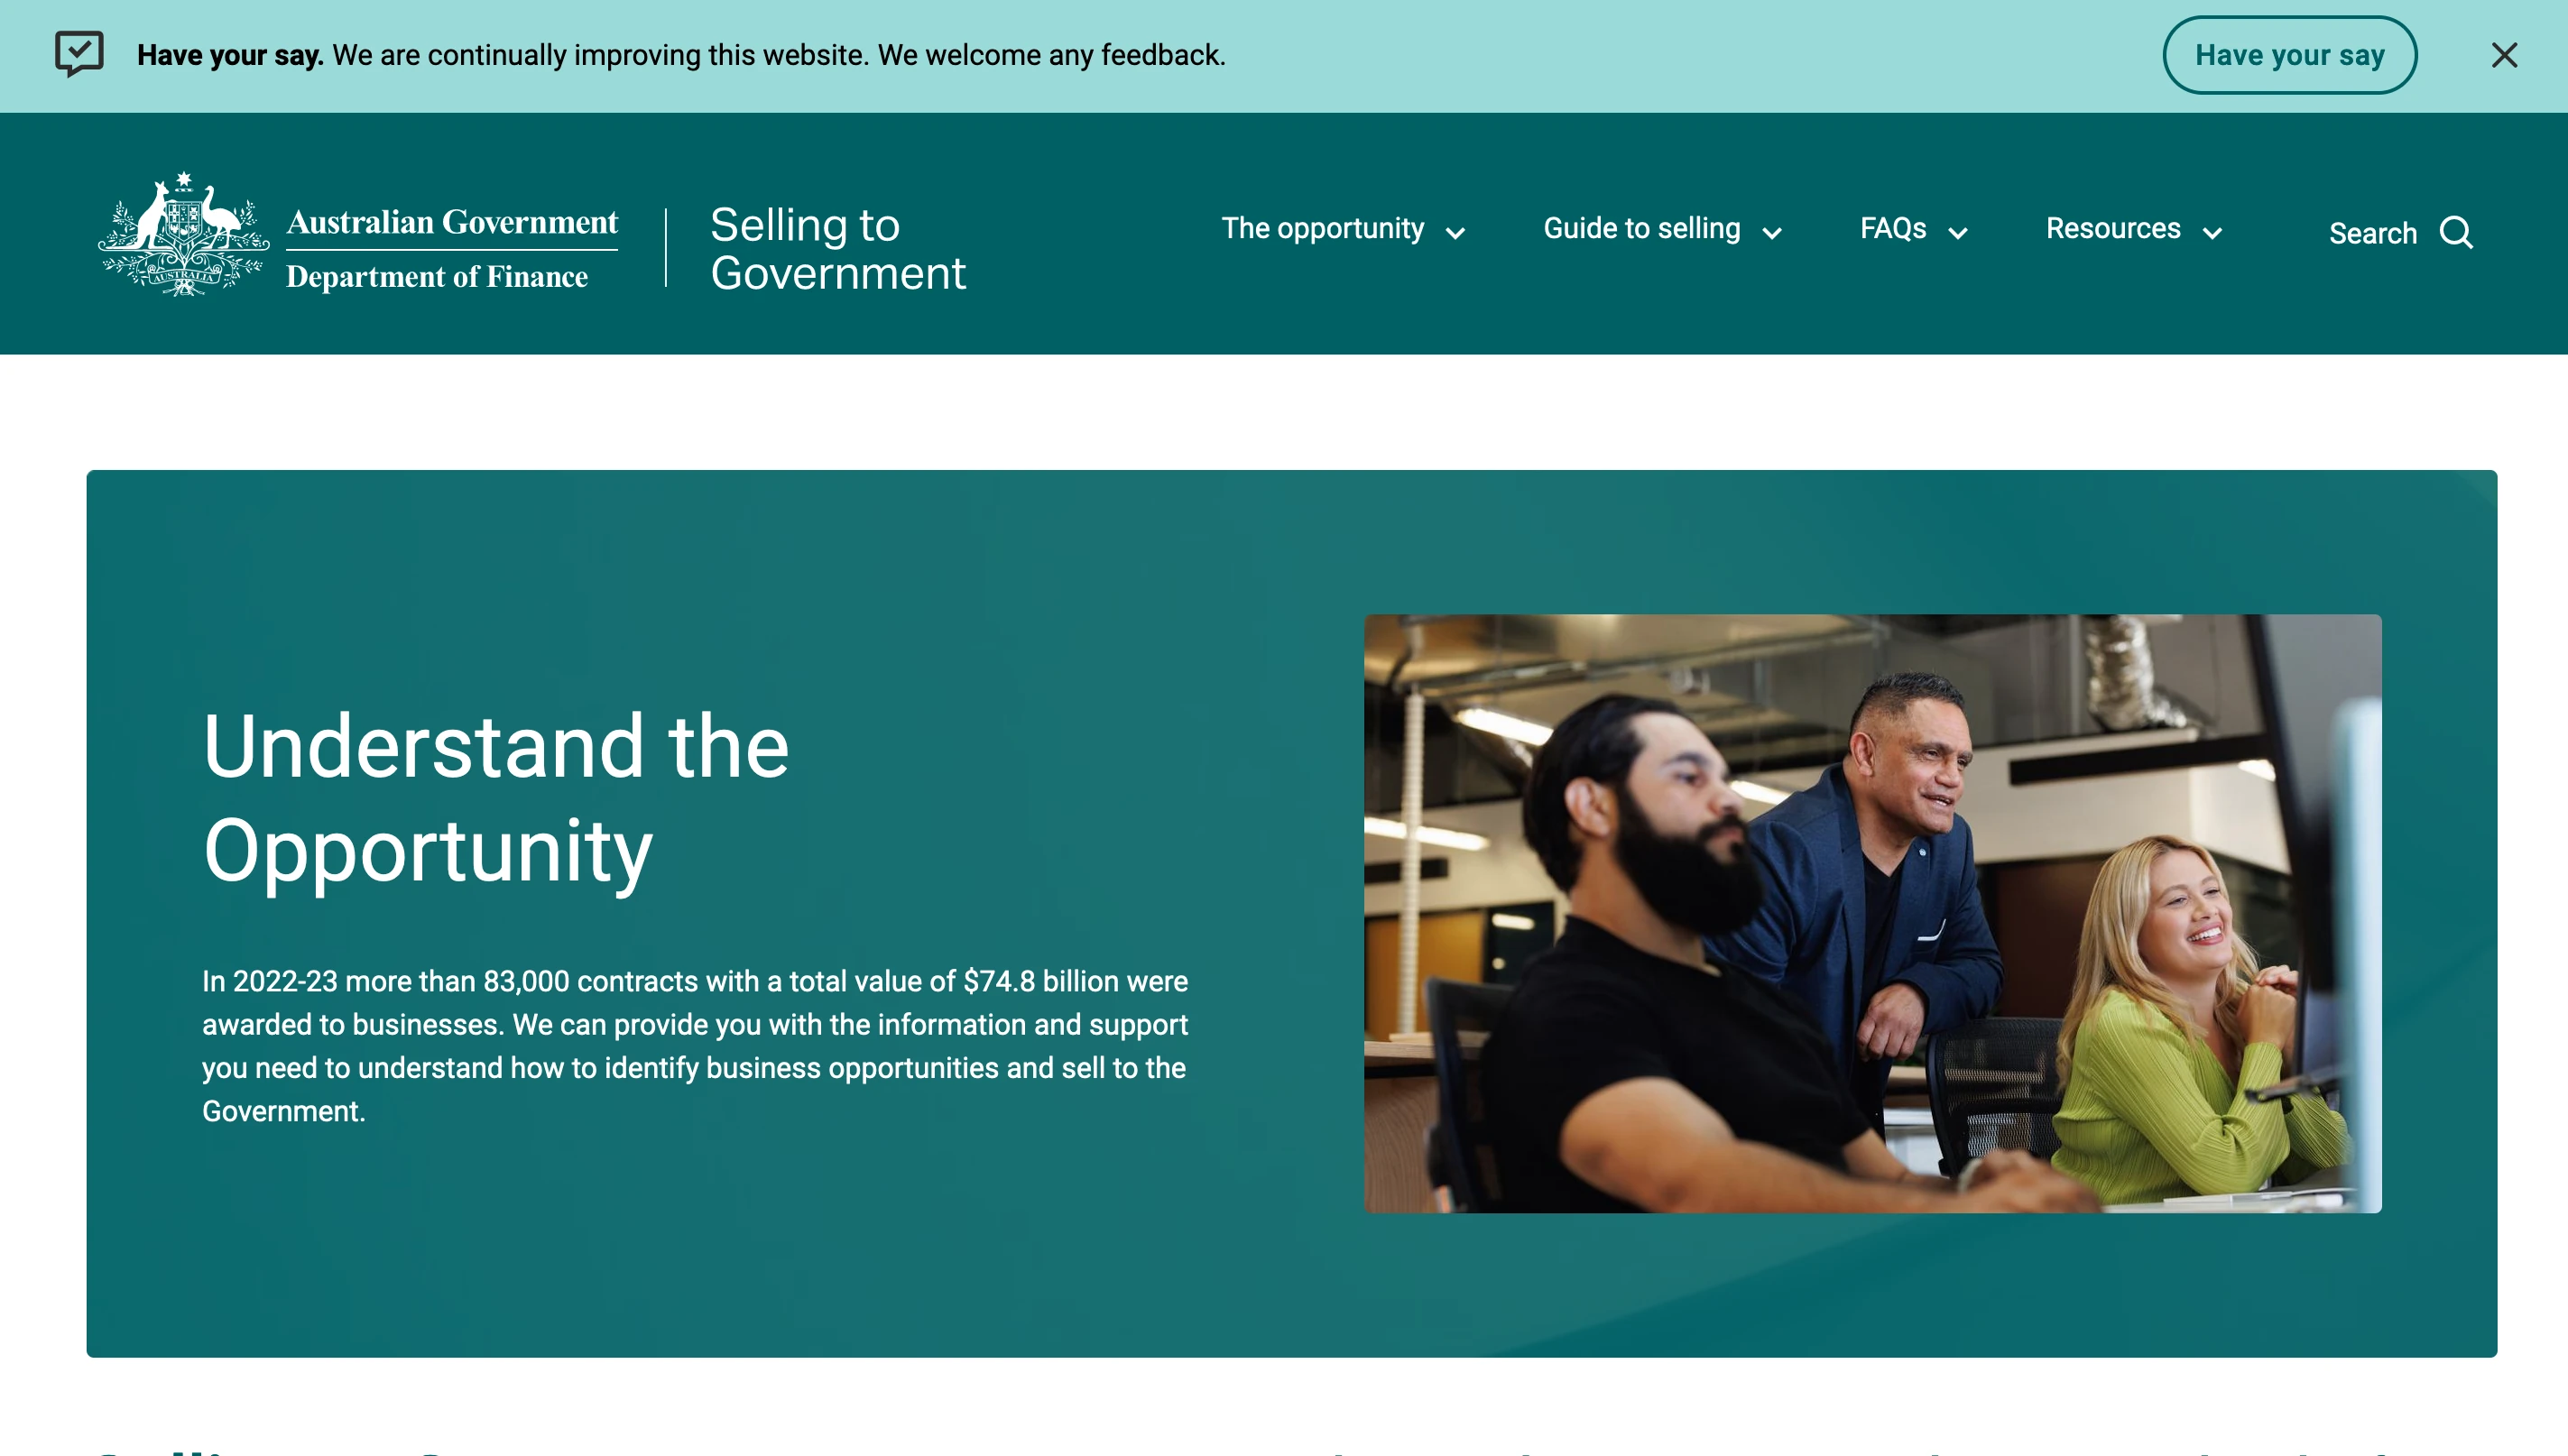 Have your say. We are continually improving this website. We welcome any feedback.
Have your say
Australian Government
Department of Finance
AUSTRALIA
Selling to
Government
The opportunity
Guide to selling
FAQs
Resources
Search
Understand the
Opportunity
In 2022-23 more than 83,000 contracts with a total value of $74.8 billion were
awarded to businesses. We can provide you with the information and support
you need to understand how to identify business opportunities and sell to the
Government.